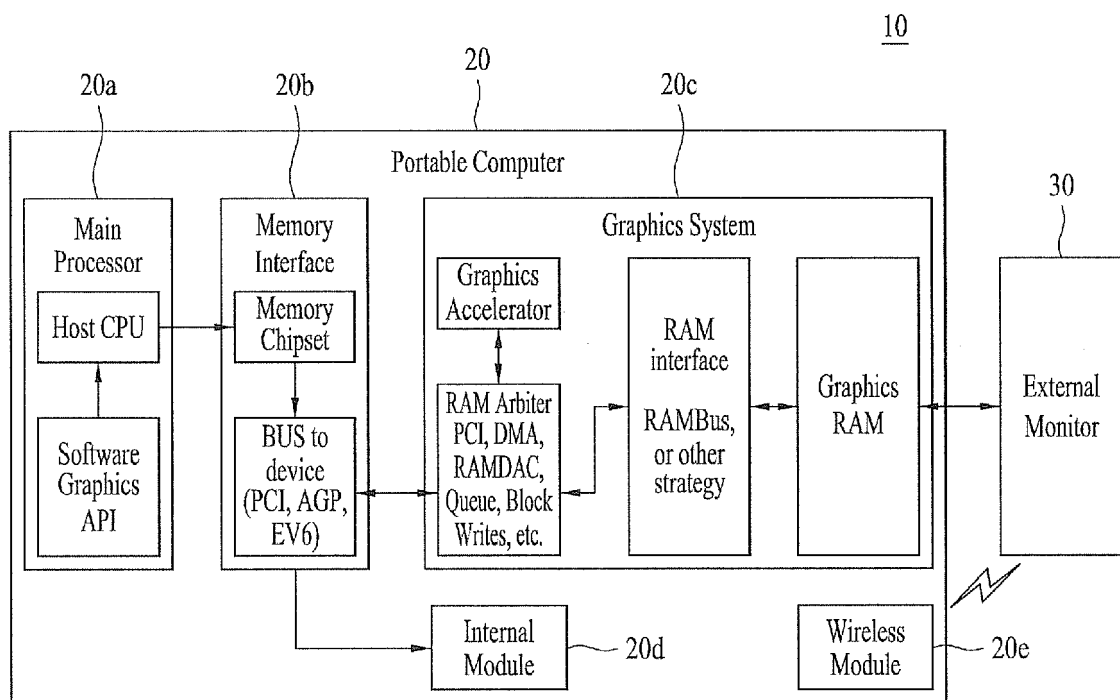 10
20a
20b
20
20c
30
Portable Computer
Main
Processor
Host CPU
Software
Graphics
API
Memory
Interface
Memory
Chipset
BUS to
device
(PCI, AGP,
EV6)
Graphics System
Graphics
Accelerator
RAM Arbiter
PCI, DMA,
RAMDAC,
Queue, Block
Writes, etc.
RAM
interface
RAMBus,
or other
strategy
Graphics
RAM
External
Monitor
Internal
Module
20d
Wireless
Module
20e